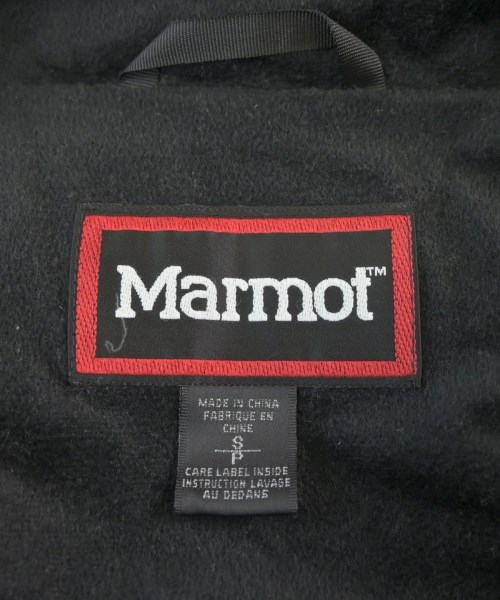 Marmot™
MADE IN CHINA
FABRIQUE EN
CHINE
S
P
CARE LABEL INSIDE
INSTRUCTION LAVAGE
AU DEDANS